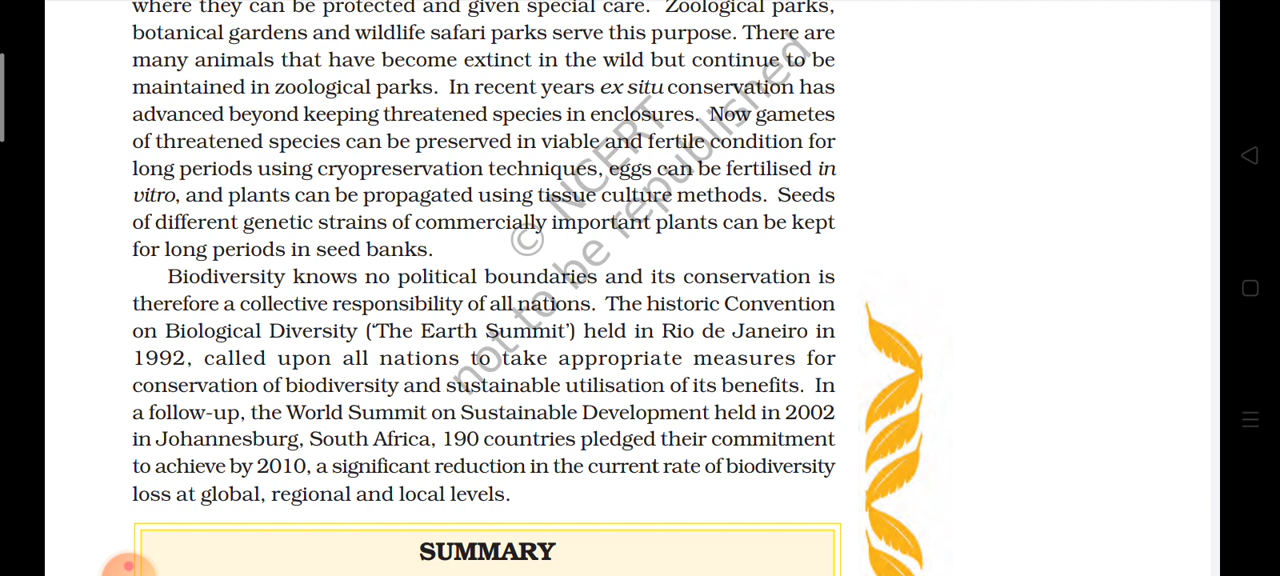 where they can be protected and given special care. Zoological parks,
botanical gardens and wildlife safari parks serve this purpose. There are
many animals that have become extinct in the wild but continue to be
maintained in zoological parks. In recent years ex situ conservation has
advanced beyond keeping threatened species in enclosures. Now gametes
of threatened species can be preserved in viable and fertile condition for
long periods using cryopreservation techniques, eggs can be fertilised in
vitro, and plants can be propagated using tissue culture methods. Seeds
of different genetic strains of commercially important plants can be kept
for long periods in seed banks.
Biodiversity knows no political boundaries and its conservation is
therefore a collective responsibility of all nations. The historic Convention
on Biological Diversity (‘The Earth Summit’) held in Rio de Janeiro in
1992, called upon all nations to take appropriate measures for
conservation of biodiversity and sustainable utilisation of its benefits. In
a follow-up, the World Summit on Sustainable Development held in 2002
in Johannesburg, South Africa, 190 countries pledged their commitment
to achieve by 2010, a significant reduction in the current rate of biodiversity
loss at global, regional and local levels.
SUMMARY
© NCERT
not to be republished